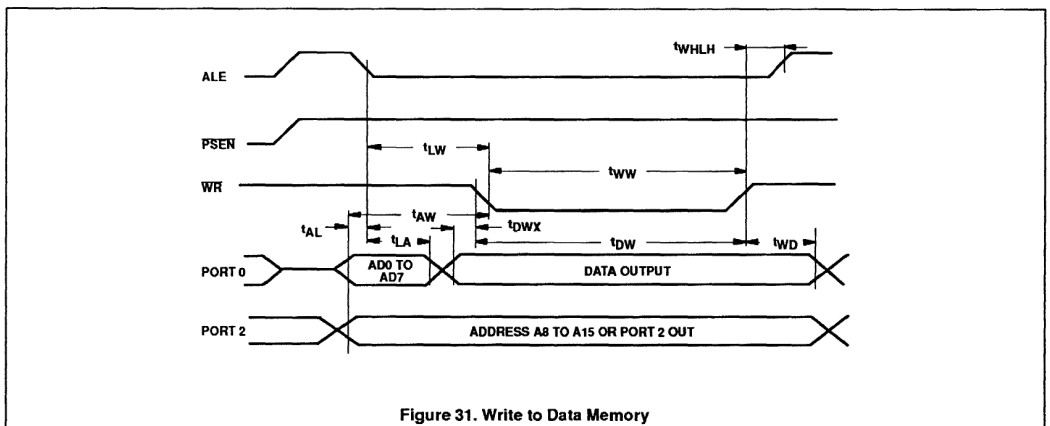 tWHLH
ALE
PSEN
tLW
tWW
WR
tAW
tAL
tDWX
tLA
tDW
tWD
PORT 0
AD0 TO
AD7
DATA OUTPUT
PORT 2
ADDRESS A8 TO A15 OR PORT 2 OUT
Figure 31. Write to Data Memory